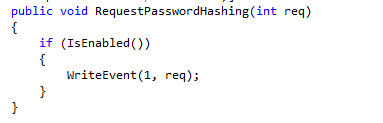 public void RequestPasswordHashing(int req)
{
    if (IsEnabled())
    {
        WriteEvent(1, req);
    }
}